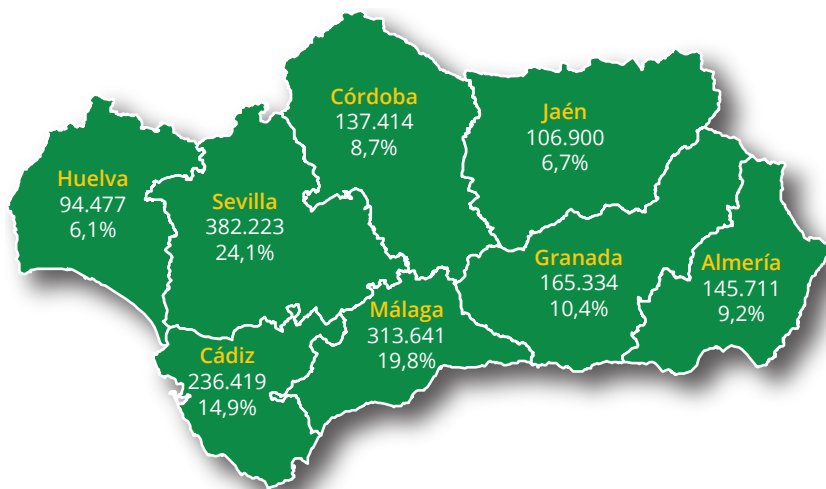 Córdoba
137.414
8,7%
Jaén
106.900
6,7%
Huelva
94.477
6,1%
Sevilla
382.223
24,1%
Granada
165.334
10,4%
Almería
145.711
9,2%
Málaga
313.641
19,8%
Cádiz
236.419
14,9%